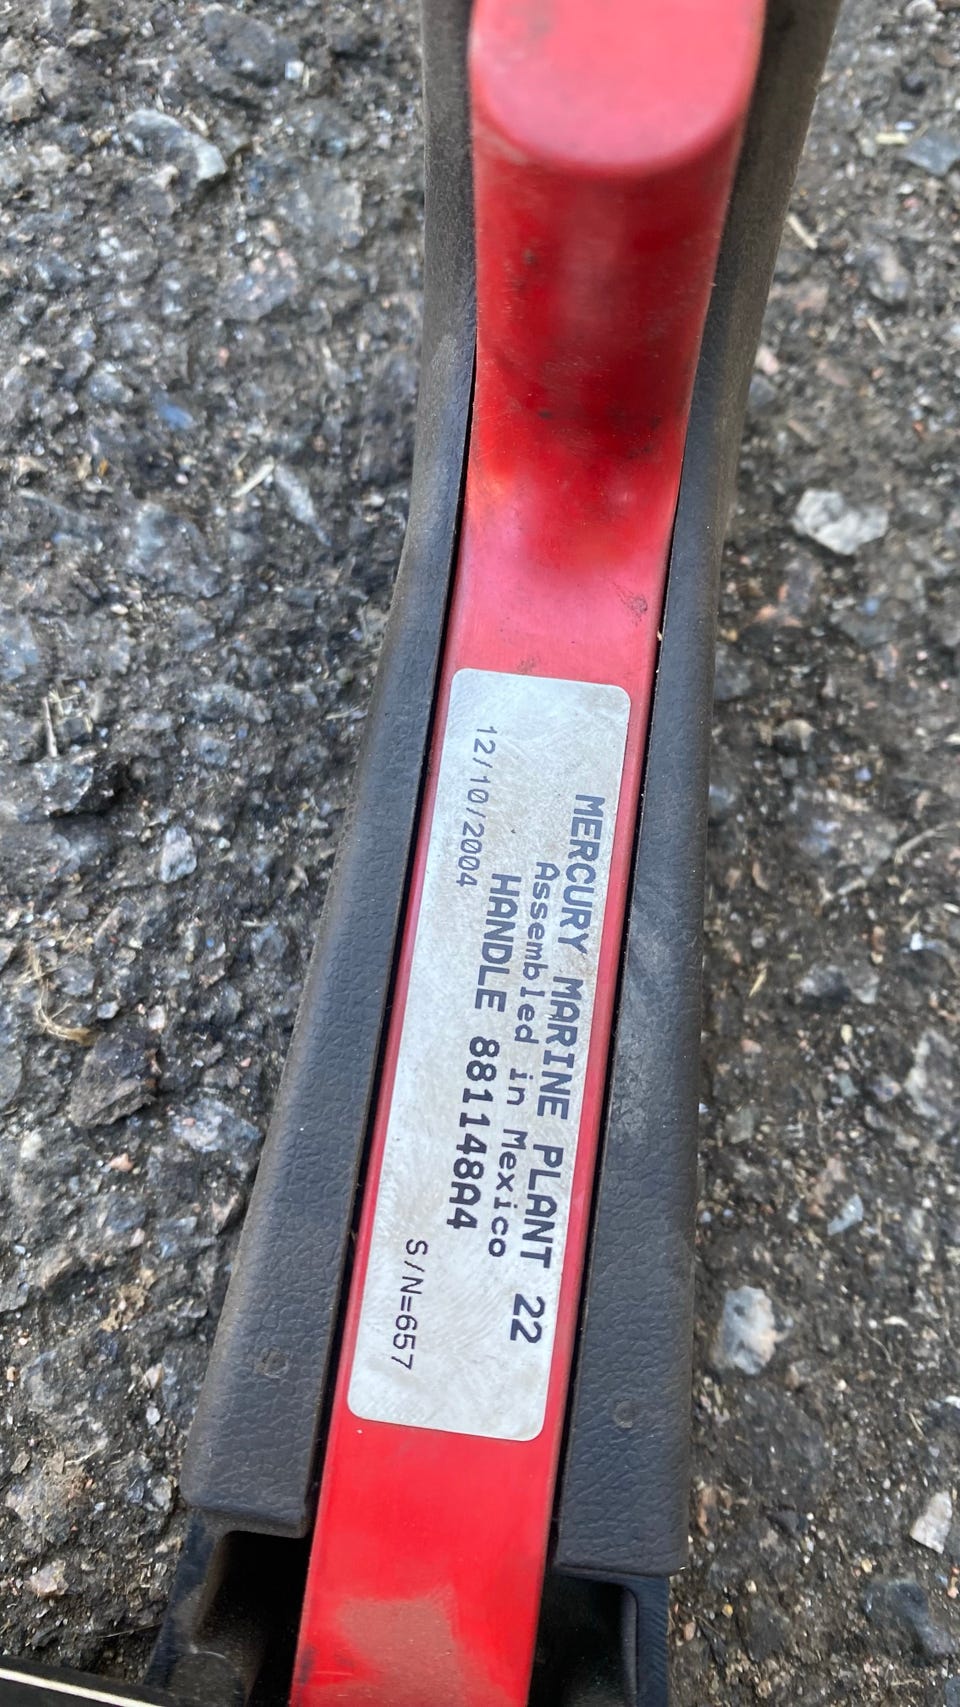 MERCURY MARINE PLANT 22
Assembled in Mexico
HANDLE 881148A4
12/10/2004 S/N=657